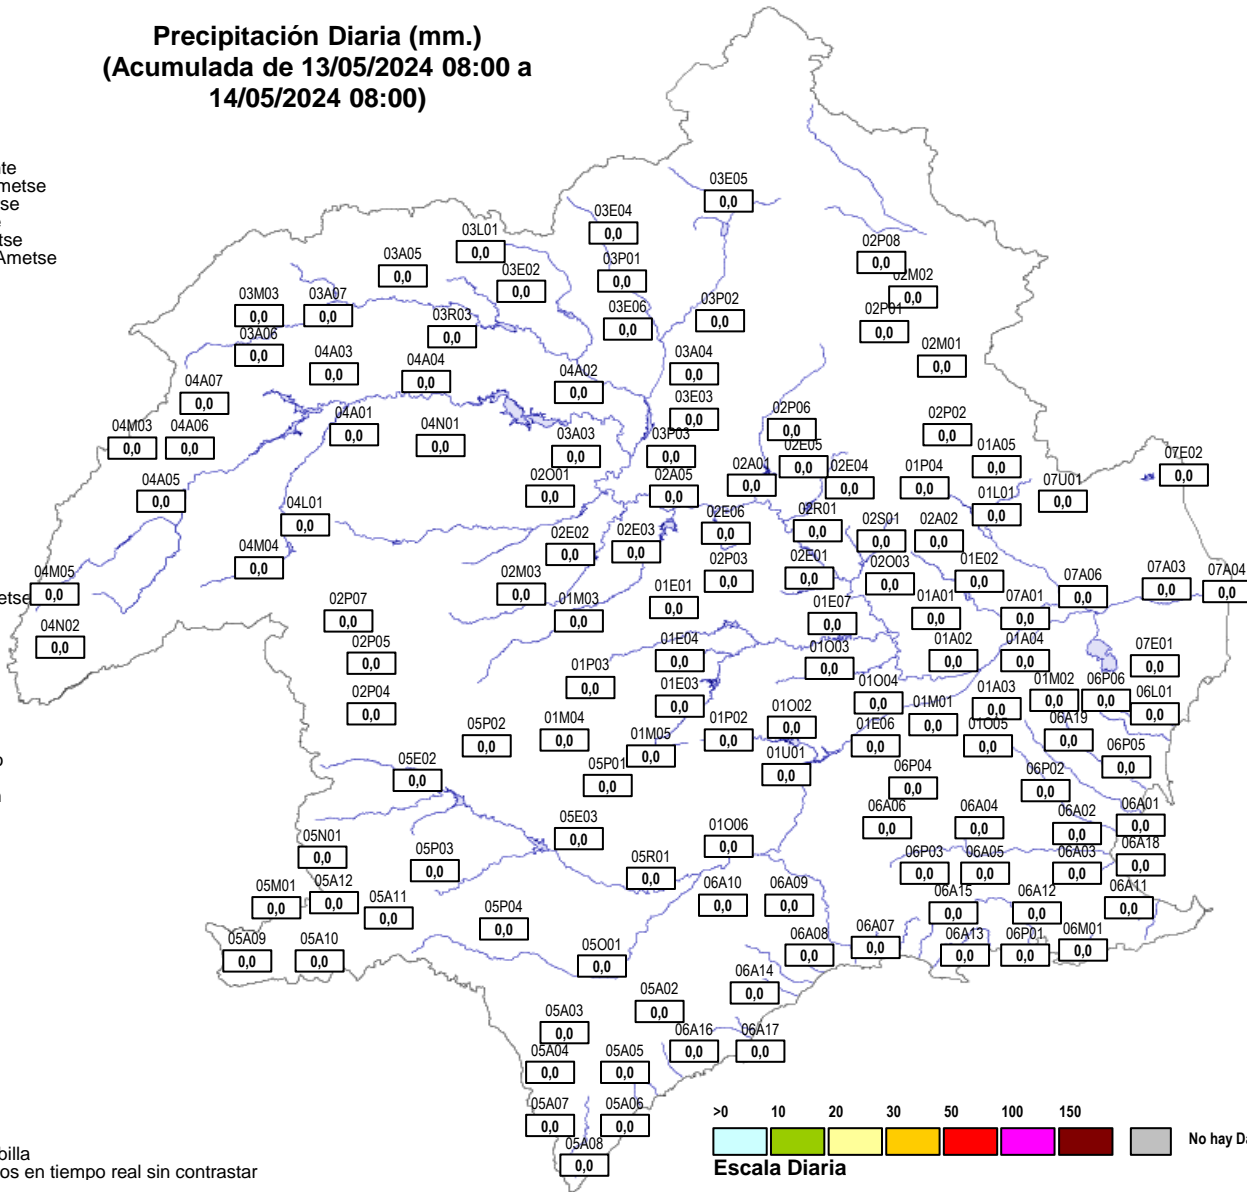 Precipitación Diaria (mm.)
(Acumulada de 13/05/2024 08:00 a
14/05/2024 08:00)
03E05
0,0
03E04
0,0
03L01
0,0
02P08
0,0
03A05
0,0
03P01
0,0
03E02
0,0
02M02
0,0
03M03
0,0
03A07
0,0
03P02
0,0
03E06
0,0
02P01
0,0
03R03
0,0
03A06
0,0
04A03
0,0
02M01
0,0
04A04
0,0
03A04
0,0
04A02
0,0
04A07
0,0
03E03
0,0
02P06
0,0
04A01
0,0
02P02
0,0
04M03
0,0
04A06
0,0
04N01
0,0
03A03
0,0
03P03
0,0
02E05
0,0
01A05
0,0
07E02
0,0
02A01
0,0
02E04
0,0
01P04
0,0
02O01
0,0
02A05
0,0
07U01
0,0
04A05
0,0
01L01
0,0
04L01
0,0
02R01
0,0
02E06
0,0
02S01
0,0
02A02
0,0
02E02
0,0
02E03
0,0
04M04
0,0
02P03
0,0
02E01
0,0
02O03
0,0
01E02
0,0
07A03
0,0
07A04
0,0
04M05
0,0
02M03
0,0
07A06
0,0
01E01
0,0
02P07
0,0
01M03
0,0
01E07
0,0
01A01
0,0
07A01
0,0
04N02
0,0
02P05
0,0
01E04
0,0
01O03
0,0
01A02
0,0
01A04
0,0
07E01
0,0
01P03
0,0
01E03
0,0
01O04
0,0
01A03
0,0
01M02
0,0
06P06
0,0
06L01
0,0
02P04
0,0
01M01
0,0
01O02
0,0
05P02
0,0
01M04
0,0
01P02
0,0
01E06
0,0
01O05
0,0
06A19
0,0
01M05
0,0
06P05
0,0
05E02
0,0
05P01
0,0
01U01
0,0
06P04
0,0
06P02
0,0
06A06
0,0
06A04
0,0
06A02
0,0
06A01
0,0
05E03
0,0
01O06
0,0
05N01
0,0
05P03
0,0
05R01
0,0
06P03
0,0
06A05
0,0
06A03
0,0
06A18
0,0
05M01
0,0
05A12
0,0
05A11
0,0
06A10
0,0
06A09
0,0
06A15
0,0
06A12
0,0
06A11
0,0
05P04
0,0
05A09
0,0
05A10
0,0
05O01
0,0
06A08
0,0
06A07
0,0
06A13
0,0
06P01
0,0
06M01
0,0
06A14
0,0
05A02
0,0
05A03
0,0
06A16
0,0
06A17
0,0
05A04
0,0
05A05
0,0
05A07
0,0
05A06
0,0
05A08
0,0
>0 10 20 30 50 100 150
Escala Diaria
No hay